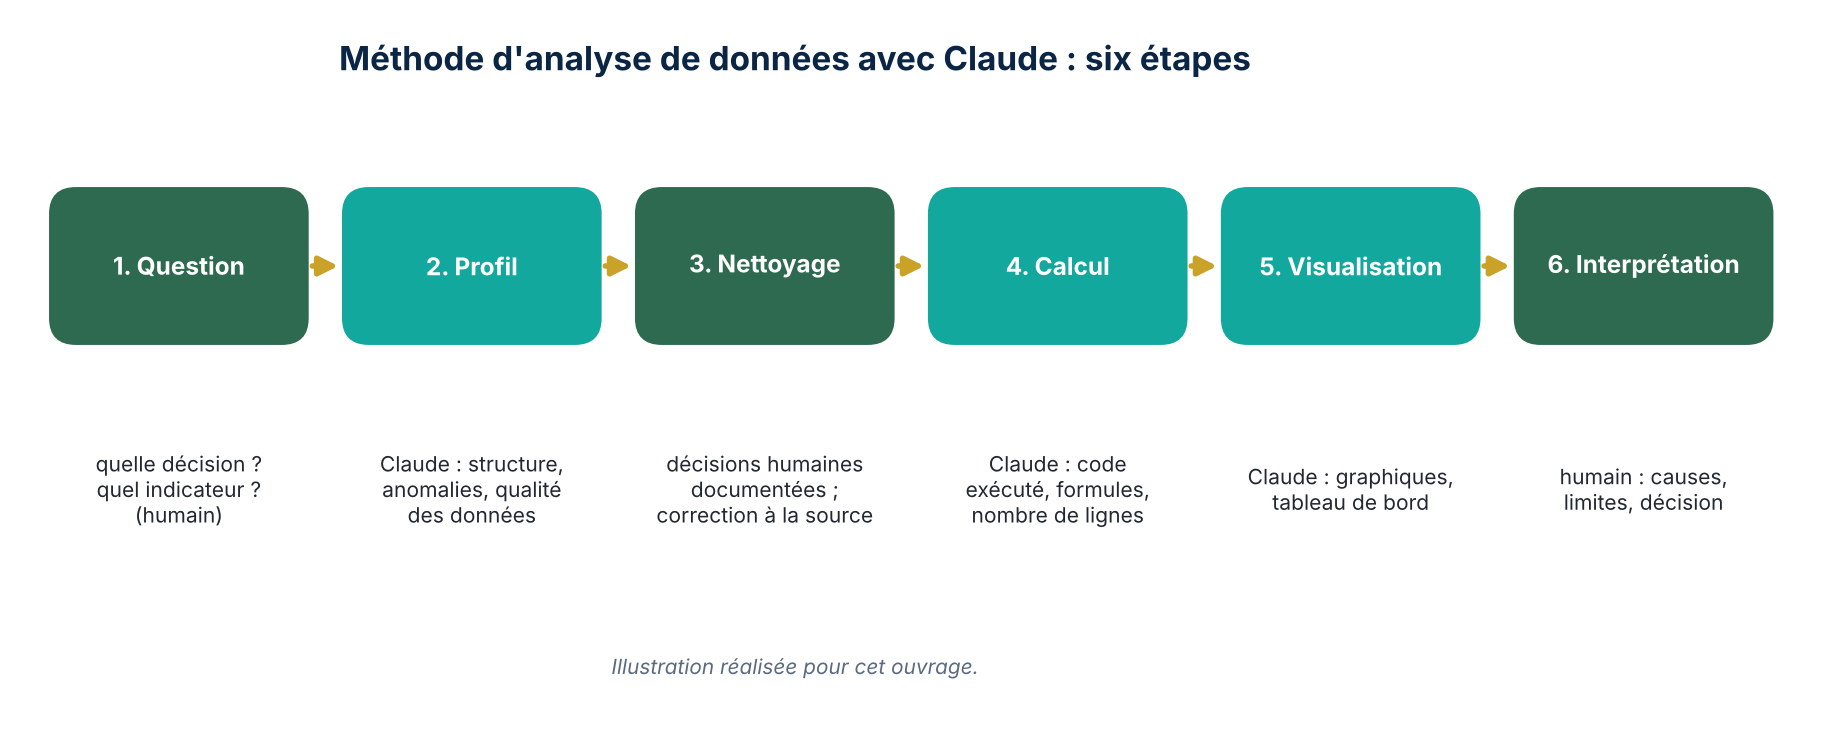 Méthode d'analyse de données avec Claude : six étapes
1. Question
2. Profil
3. Nettoyage
4. Calcul
5. Visualisation
6. Interprétation
quelle décision ?
quel indicateur ?
(humain)
Claude : structure,
anomalies, qualité
des données
décisions humaines
documentées ;
correction à la source
Claude : code
exécuté, formules,
nombre de lignes
Claude : graphiques,
tableau de bord
humain : causes,
limites, décision
Illustration réalisée pour cet ouvrage.